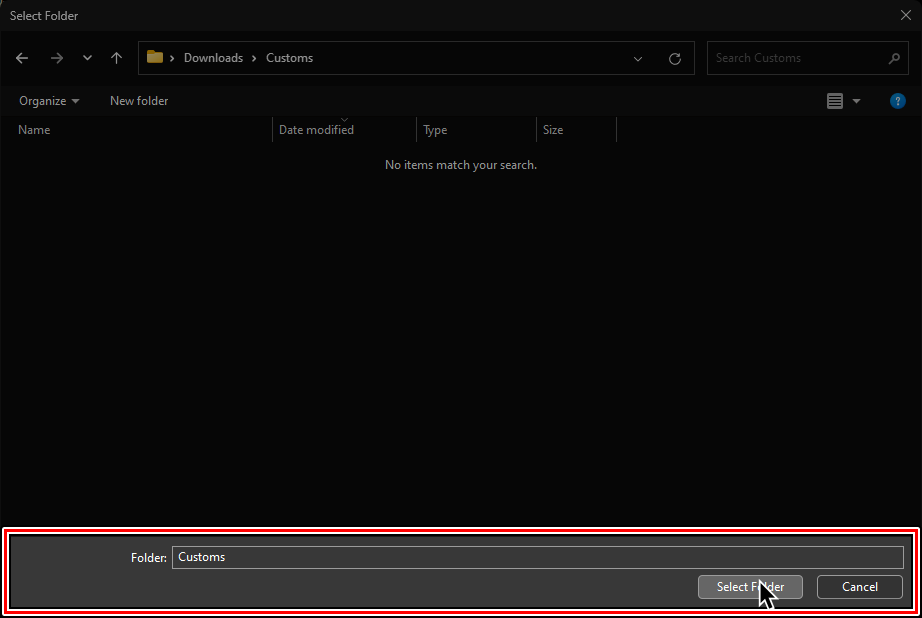 Select Folder
Downloads > Customs
Search Customs
Organize
New folder
?
Name
Date modified
Type
Size
No items match your search.
Folder: Customs
Select Folder
Cancel